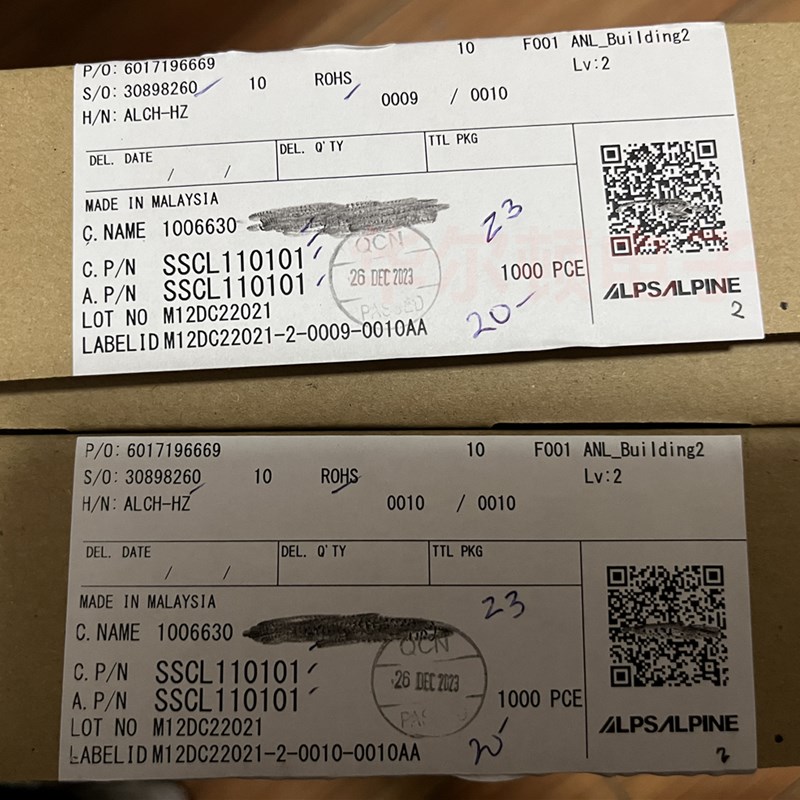 10 F001 ANL_Building2
P/O: 6017196669 Lv:2
S/O: 30898260 10 ROHS 0009 / 0010
H/N: ALCH-HZ
DEL. DATE DEL. Q'TY TTL PKG
/ /
MADE IN MALAYSIA
C. NAME 1006630 23
QCN
C. P/N SSCL110101
26 DEC 2023 1000 PCE
A. P/N SSCL110101
PASSED
LOT NO M12DC22021 20-
LABELID M12DC22021-2-0009-0010AA
ALPSALPINE
2
P/O: 6017196669 10 F001 ANL_Building2
S/O: 30898260 10 ROHS Lv:2
H/N: ALCH-HZ 0010 / 0010
DEL. DATE DEL. Q'TY TTL PKG
/ /
MADE IN MALAYSIA 23
C. NAME 1006630
QCN
C. P/N SSCL110101
26 DEC 2023
A. P/N SSCL110101 1000 PCE
LOT NO M12DC22021
LABELID M12DC22021-2-0010-0010AA
ALPSALPINE
2